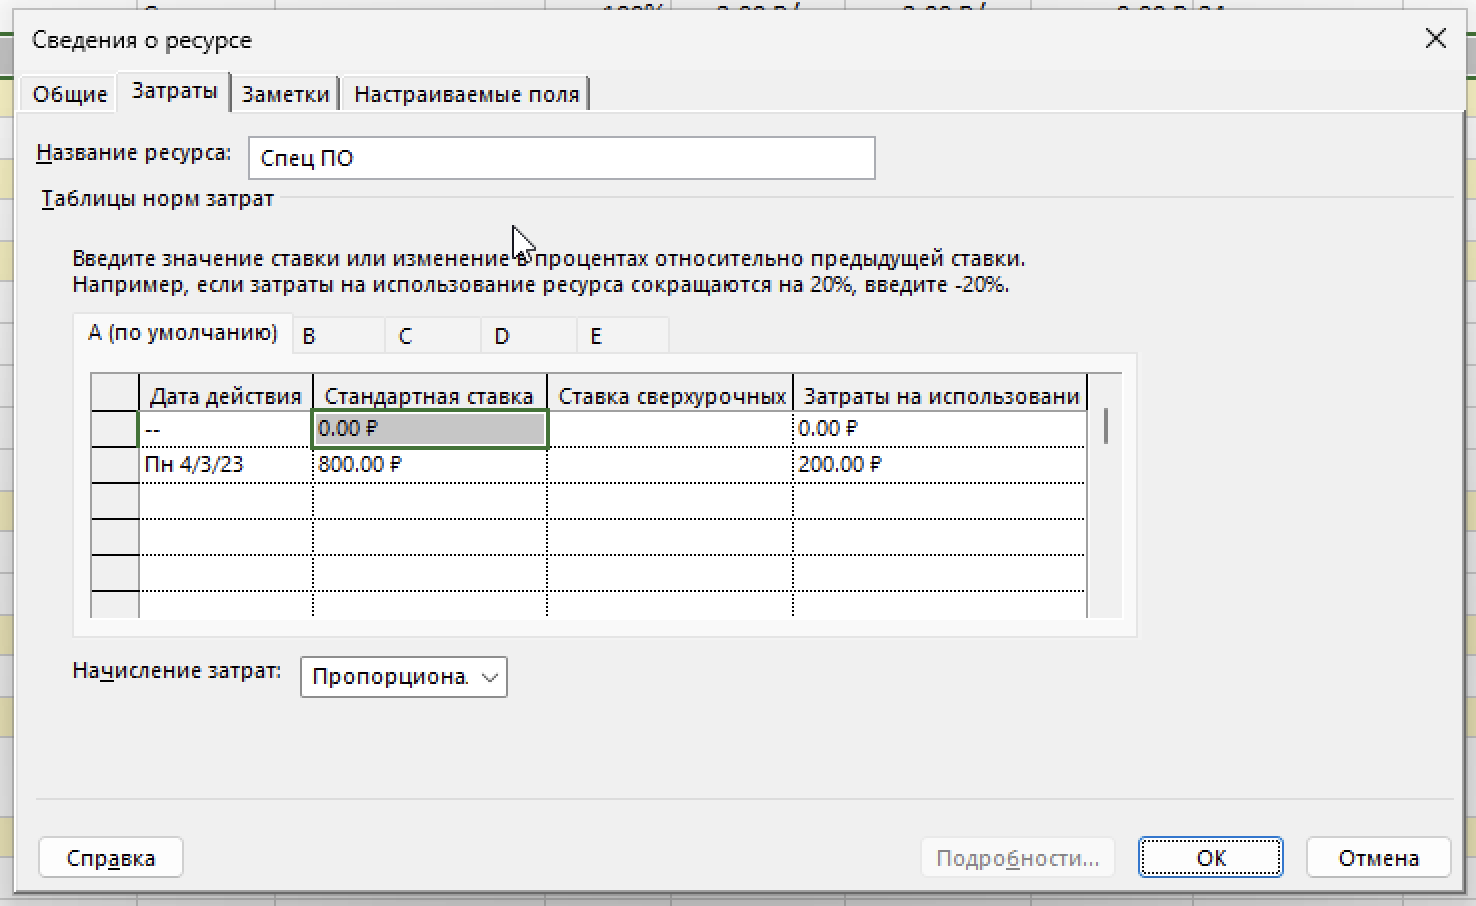 Сведения о ресурсе
Общие Затраты Заметки Настраиваемые поля
Название ресурса: Спец ПО
Таблицы норм затрат
Введите значение ставки или изменение в процентах относительно предыдущей ставки.
Например, если затраты на использование ресурса сокращаются на 20%, введите -20%.
A (по умолчанию) B C D E
Дата действия Стандартная ставка Ставка сверхурочных Затраты на использовани
-- 0.00 ₽ 0.00 ₽
Пн 4/3/23 800.00 ₽ 200.00 ₽
Начисление затрат: Пропорциона.
Справка Подробности... ОК Отмена